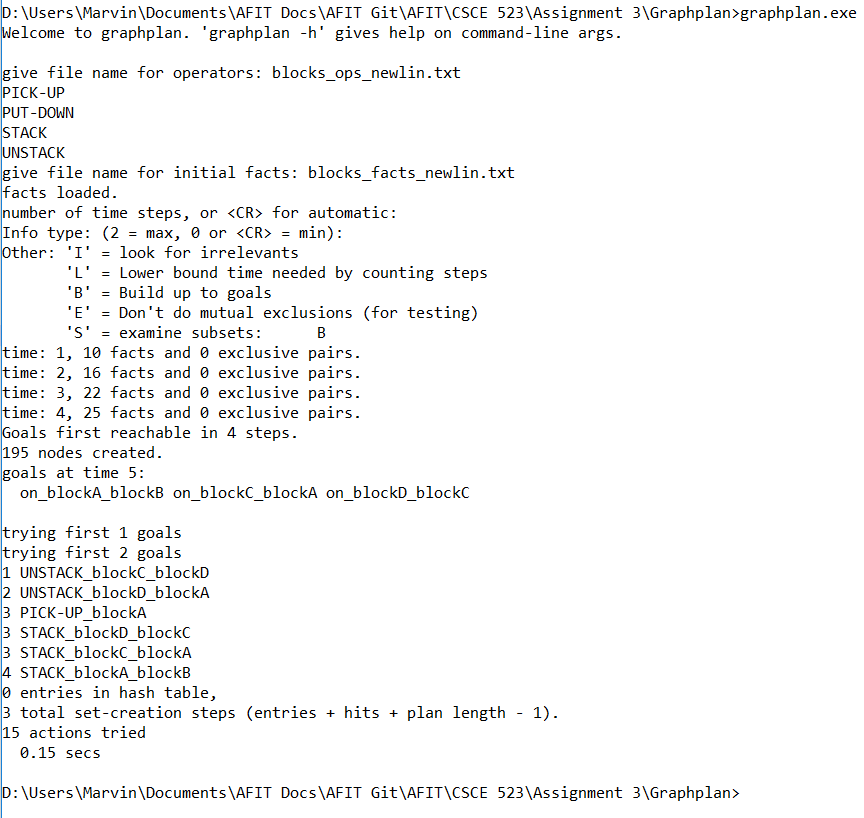 D:\Users\Marvin\Documents\AFIT Docs\AFIT Git\AFIT\CSCE 523\Assignment 3\Graphplan>graphplan.exe
Welcome to graphplan. 'graphplan -h' gives help on command-line args.
give file name for operators: blocks_ops_newlin.txt
PICK-UP
PUT-DOWN
STACK
UNSTACK
give file name for initial facts: blocks_facts_newlin.txt
facts loaded.
number of time steps, or <CR> for automatic:
Info type: (2 = max, 0 or <CR> = min):
Other: 'I' = look for irrelevants
'L' = Lower bound time needed by counting steps
'B' = Build up to goals
'E' = Don't do mutual exclusions (for testing)
'S' = examine subsets: B
time: 1, 10 facts and 0 exclusive pairs.
time: 2, 16 facts and 0 exclusive pairs.
time: 3, 22 facts and 0 exclusive pairs.
time: 4, 25 facts and 0 exclusive pairs.
Goals first reachable in 4 steps.
195 nodes created.
goals at time 5:
on_blockA_blockB on_blockC_blockA on_blockD_blockC
trying first 1 goals
trying first 2 goals
1 UNSTACK_blockC_blockD
2 UNSTACK_blockD_blockA
3 PICK-UP_blockA
3 STACK_blockD_blockC
3 STACK_blockC_blockA
4 STACK_blockA_blockB
0 entries in hash table,
3 total set-creation steps (entries + hits + plan length - 1).
15 actions tried
0.15 secs
D:\Users\Marvin\Documents\AFIT Docs\AFIT Git\AFIT\CSCE 523\Assignment 3\Graphplan>